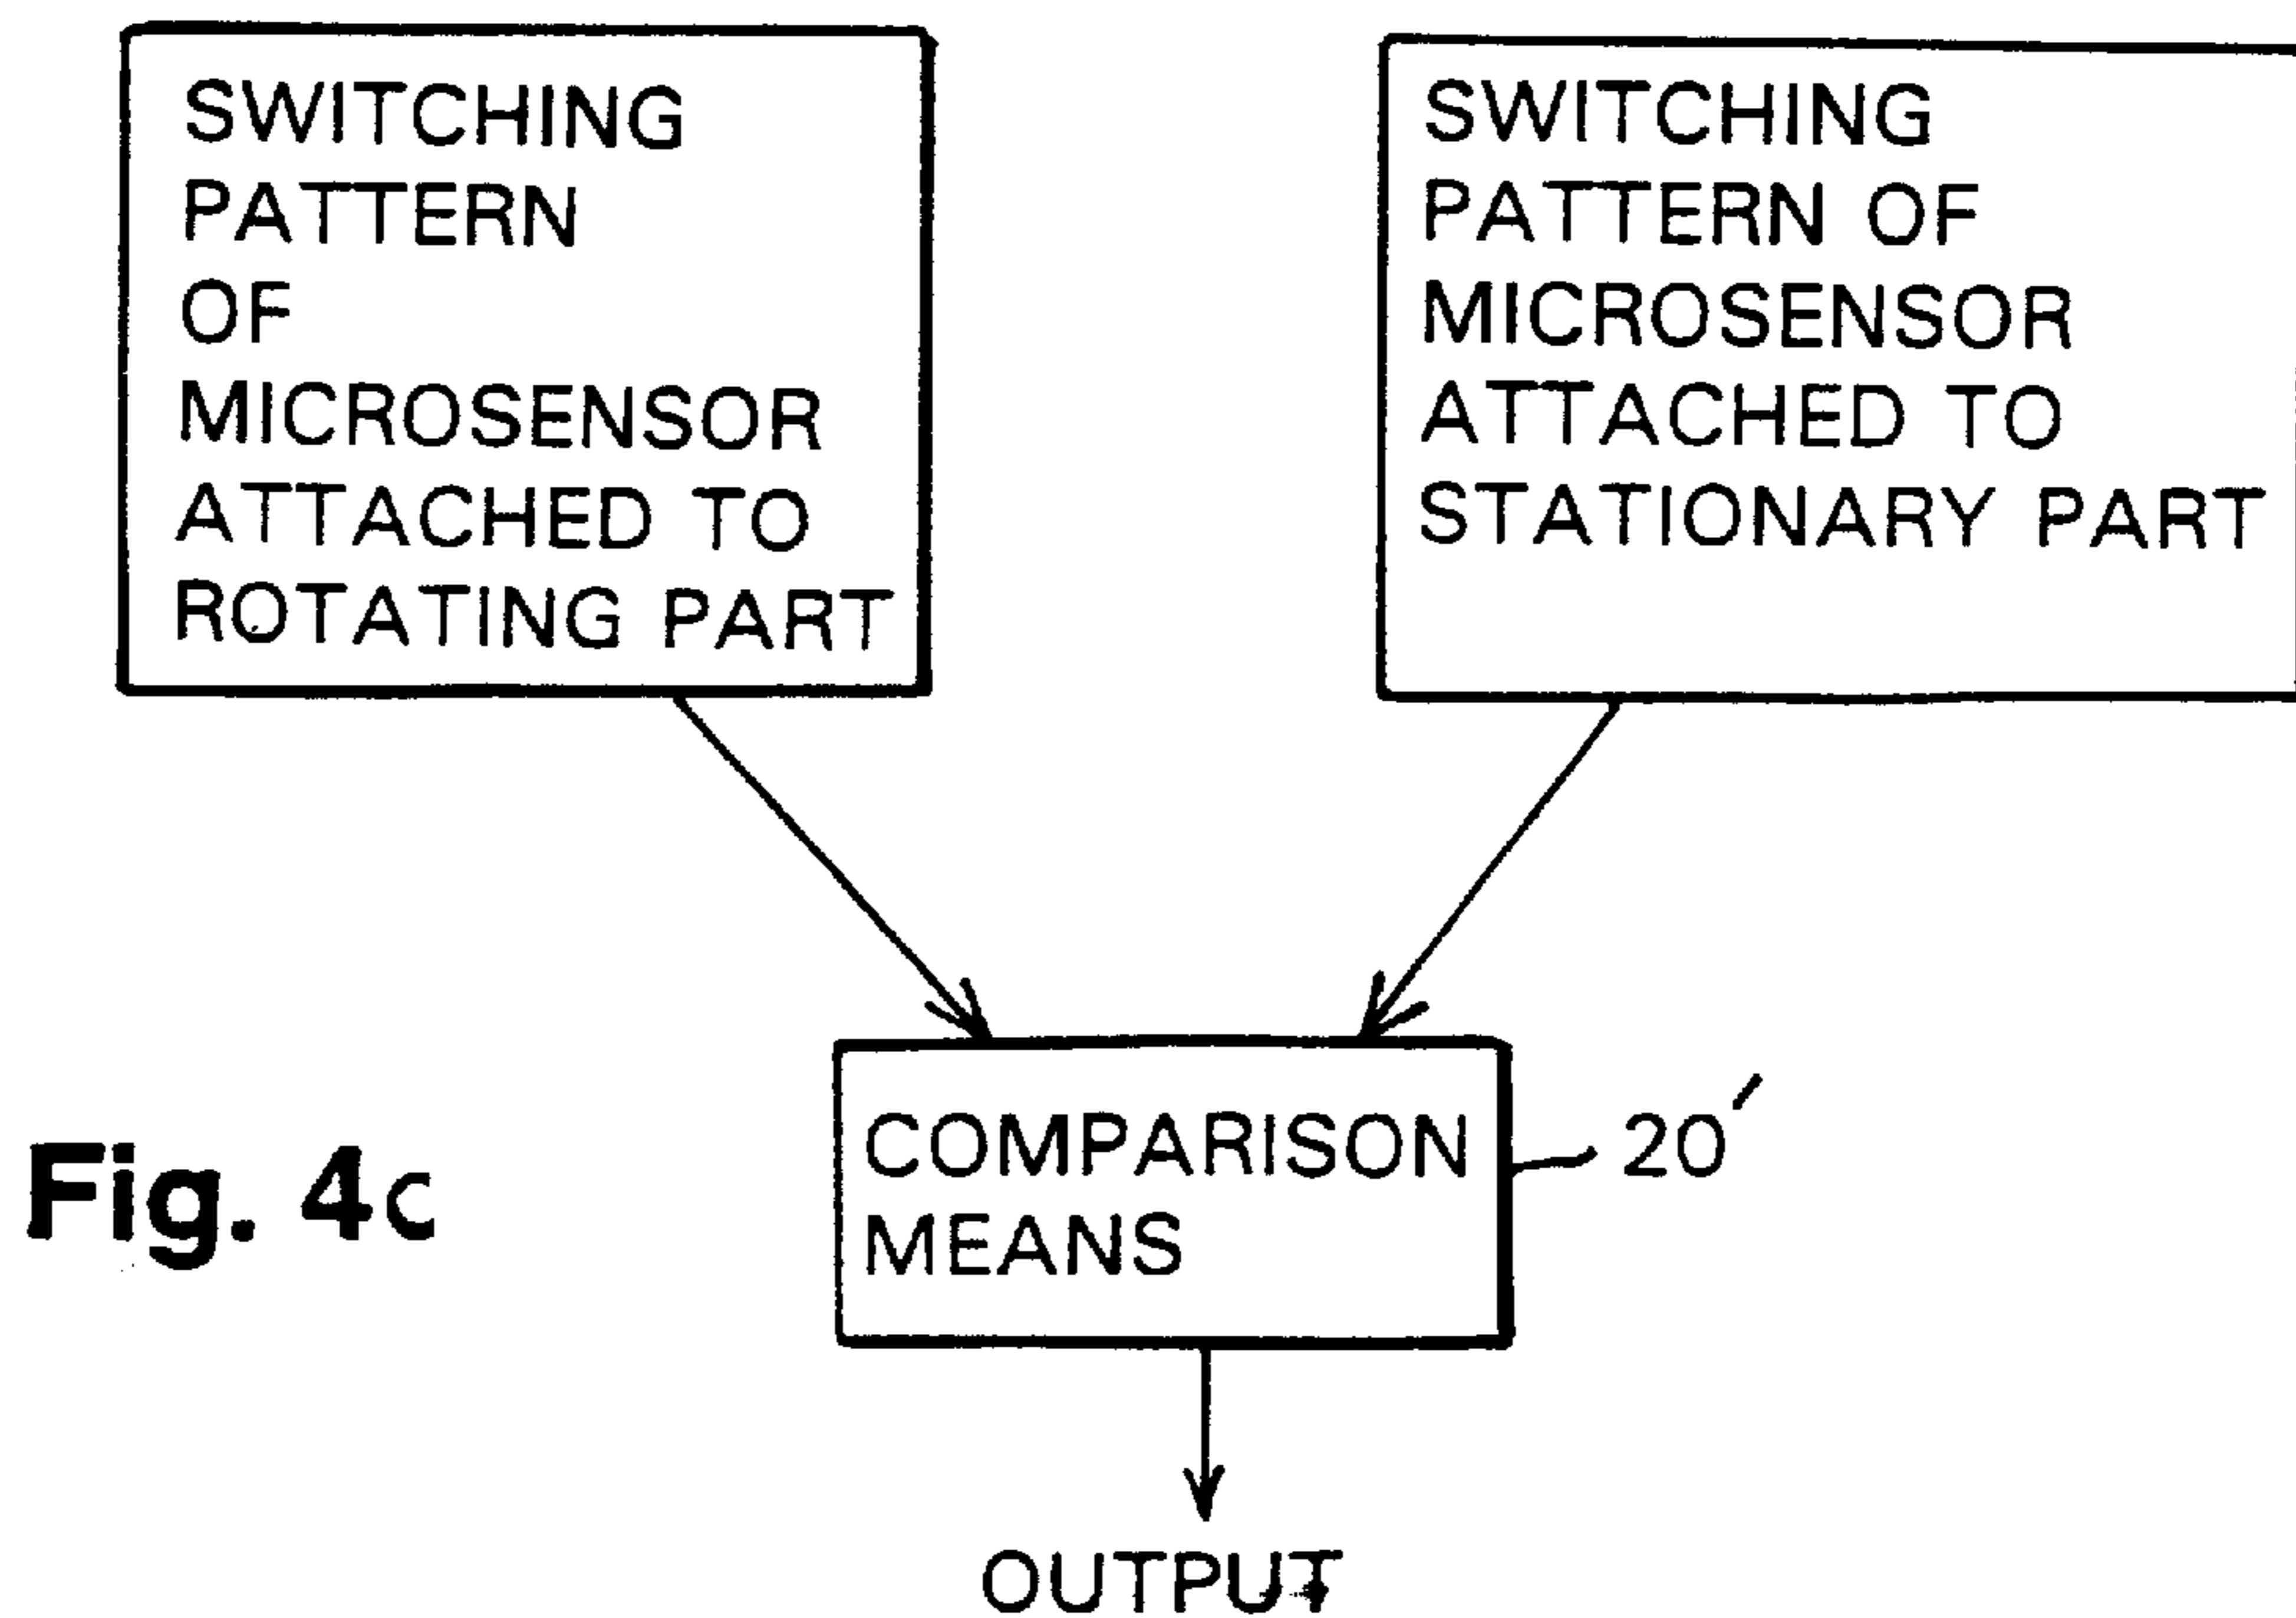 SWITCHING
PATTERN
OF
MICROSENSOR
ATTACHED TO
ROTATING PART
SWITCHING
PATTERN OF
MICROSENSOR
ATTACHED TO
STATIONARY PART
COMPARISON
MEANS
20′
Fig. 4c
OUTPUT